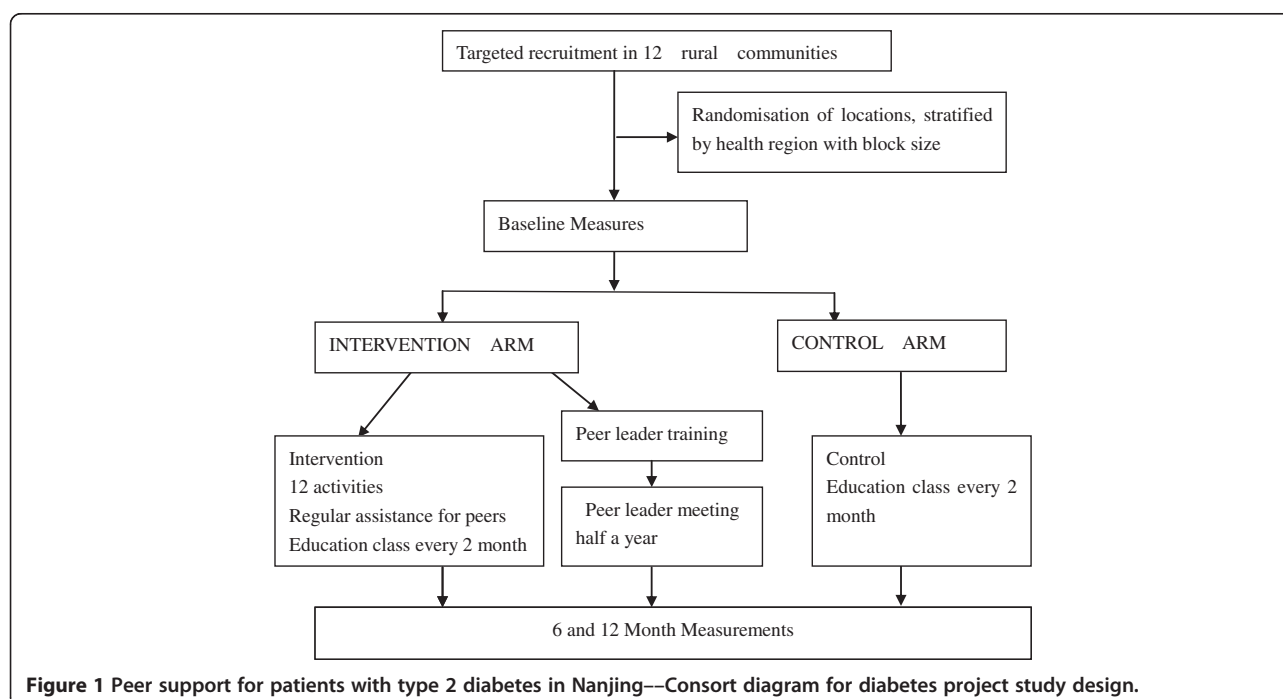 Targeted recruitment in 12 rural communities
Randomisation of locations, stratified
by health region with block size
Baseline Measures
INTERVENTION ARM
CONTROL ARM
Intervention
12 activities
Regular assistance for peers
Education class every 2 month
Peer leader training
Peer leader meeting
half a year
Control
Education class every 2
month
6 and 12 Month Measurements
Figure 1 Peer support for patients with type 2 diabetes in Nanjing––Consort diagram for diabetes project study design.